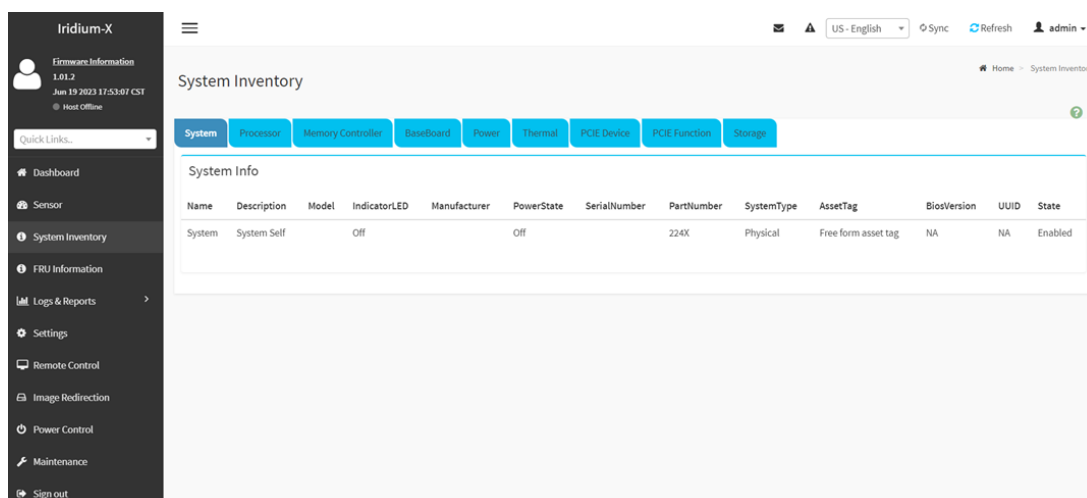 Iridium-X
US - English
Sync
Refresh
admin
Firmware Information
1.01.2
Jun 19 2023 17:53:07 CST
Host Offline
Quick Links..
Dashboard
Sensor
System Inventory
FRU Information
Logs & Reports
Settings
Remote Control
Image Redirection
Power Control
Maintenance
Sign out
System Inventory
Home
System Invento
System Processor Memory Controller BaseBoard Power Thermal PCIE Device PCIE Function Storage
System Info
Name Description Model IndicatorLED Manufacturer PowerState SerialNumber PartNumber SystemType AssetTag BiosVersion UUID State
System System Self Off Off 224X Physical Free form asset tag NA NA Enabled